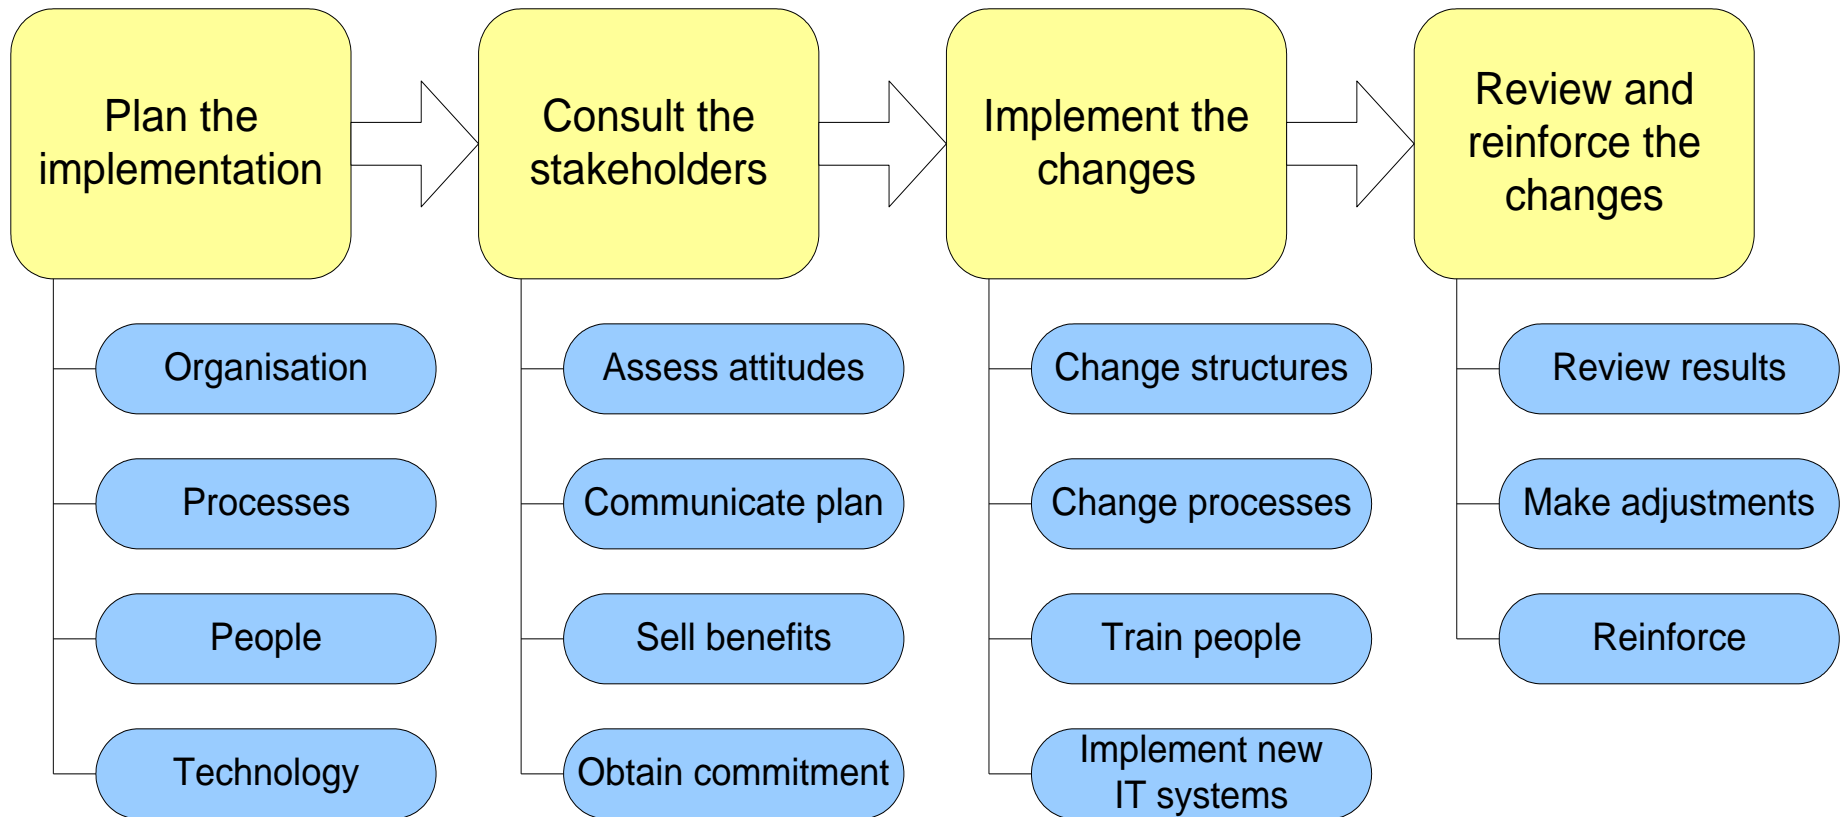 Plan the
implementation
Consult the
stakeholders
Implement the
changes
Review and
reinforce the
changes
Organisation
Processes
People
Technology
Assess attitudes
Communicate plan
Sell benefits
Obtain commitment
Change structures
Change processes
Train people
Implement new
IT systems
Review results
Make adjustments
Reinforce